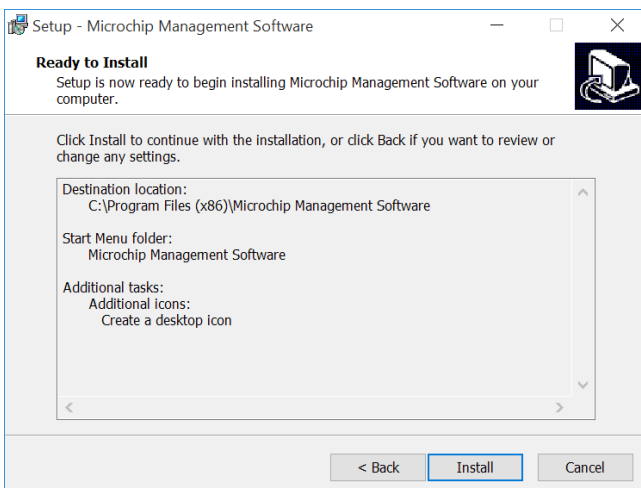 Setup - Microchip Management Software
Ready to Install
Setup is now ready to begin installing Microchip Management Software on your
computer.
Click Install to continue with the installation, or click Back if you want to review or
change any settings.
Destination location:
C:\Program Files (x86)\Microchip Management Software
Start Menu folder:
Microchip Management Software
Additional tasks:
Additional icons:
Create a desktop icon
< Back
Install
Cancel